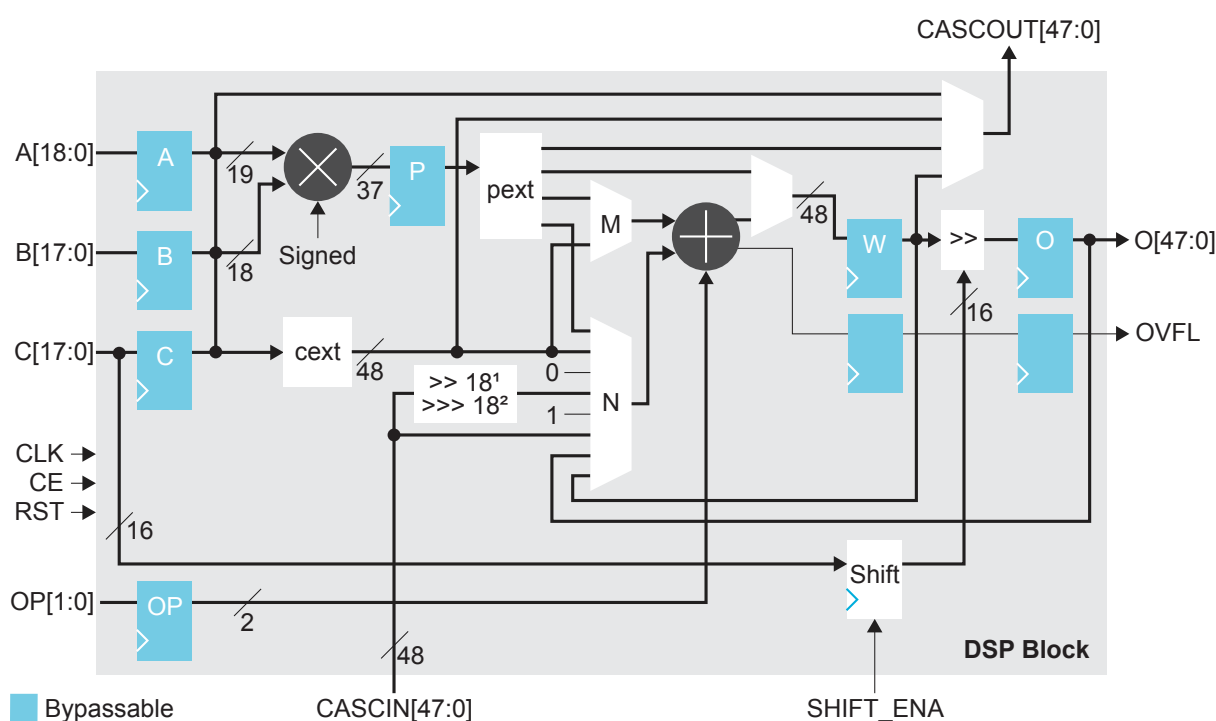 CASCOUT[47:0]
A[18:0]
A
19
37
P
pext
M
48
B[17:0]
B
18
Signed
W
>>
O
O[47:0]
16
C[17:0]
C
cext
48
0
OVFL
>> 18¹
>>> 18²
1
N
CLK
CE
RST
16
Shift
OP[1:0]
OP
2
48
DSP Block
Bypassable
CASCIN[47:0]
SHIFT_ENA